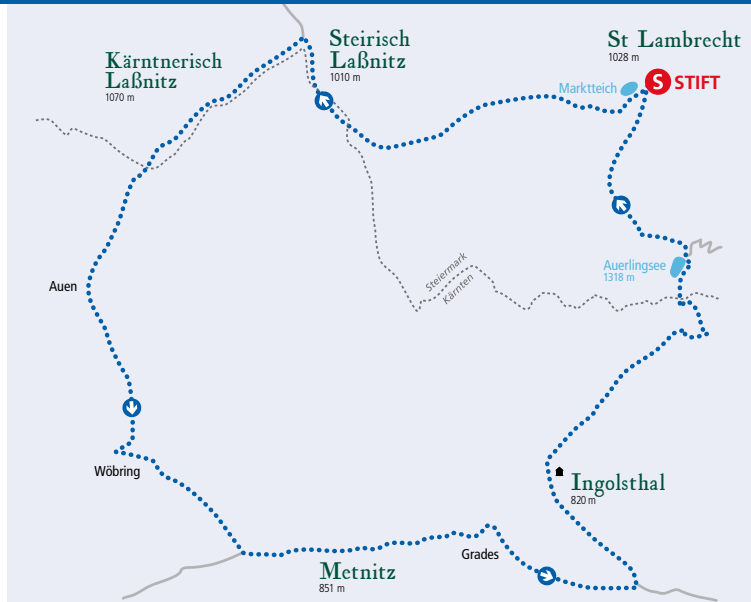 Kärntnerisch
Laßnitz
1070 m
Steirisch
Laßnitz
1010 m
St Lambrecht
1028 m
Marktteich
S STIFT
Auerlingsee
1318 m
Steiermark
Kärnten
Auen
Wöbring
Ingolsthal
820 m
Grades
Metnitz
851 m